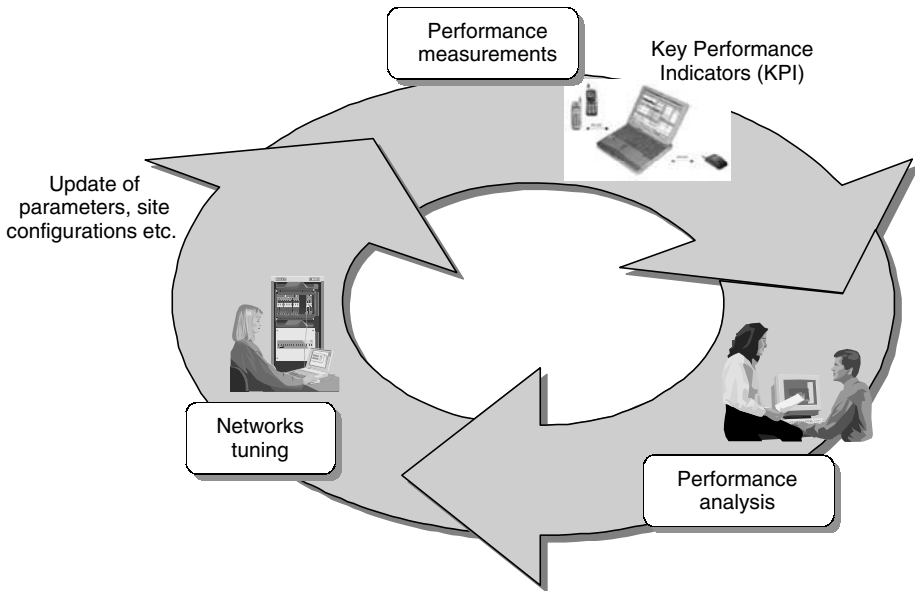 Performance
measurements
Key Performance
Indicators (KPI)
Update of
parameters, site
configurations etc.
Networks
tuning
Performance
analysis